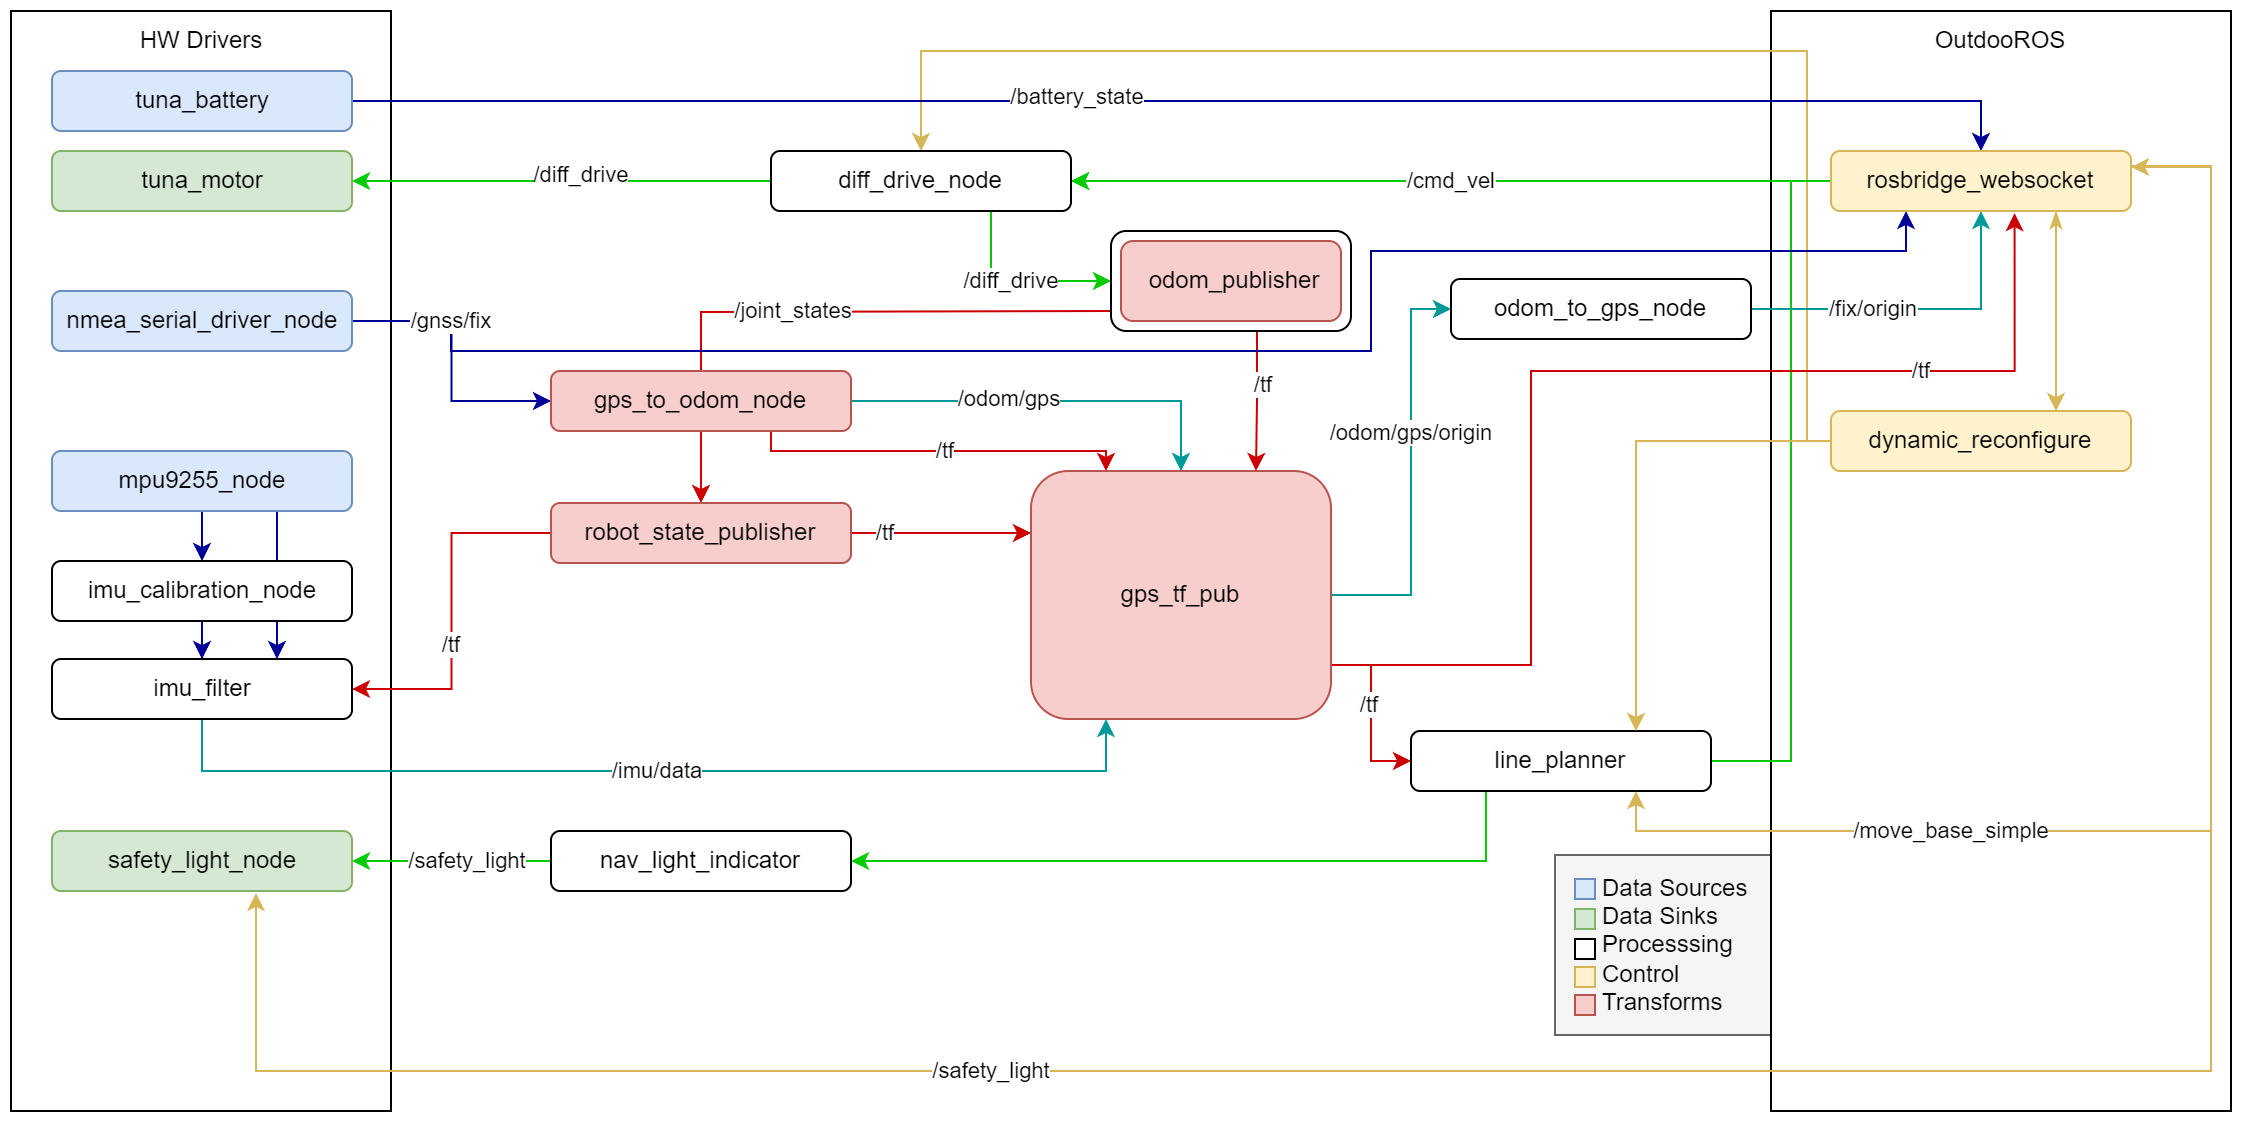 HW Drivers
OutdooROS
tuna_battery
/battery_state
tuna_motor
/diff_drive
diff_drive_node
/cmd_vel
rosbridge_websocket
/diff_drive
odom_publisher
/joint_states
odom_to_gps_node
/fix/origin
nmea_serial_driver_node
/gnss/fix
/tf
/tf
gps_to_odom_node
/odom/gps
/odom/gps/origin
dynamic_reconfigure
/tf
mpu9255_node
robot_state_publisher
/tf
imu_calibration_node
gps_tf_pub
/tf
imu_filter
/tf
/imu/data
line_planner
/move_base_simple
safety_light_node
/safety_light
nav_light_indicator
Data Sources
Data Sinks
Processsing
Control
Transforms
/safety_light